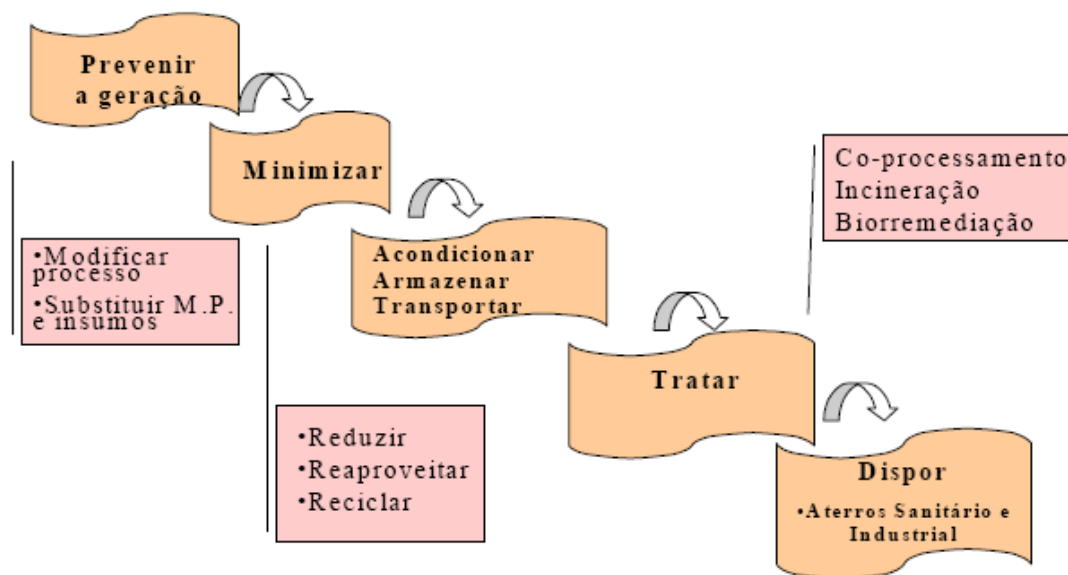 Prevenir
a geração
Minimizar
•Modificar
processo
•Substituir M.P.
e insumos
Acondicionar
Armazenar
Transportar
•Reduzir
•Reaproveitar
•Reciclar
Tratar
Co-processamento
Incineração
Biorremediação
Dispor
•Aterros Sanitário e
Industrial